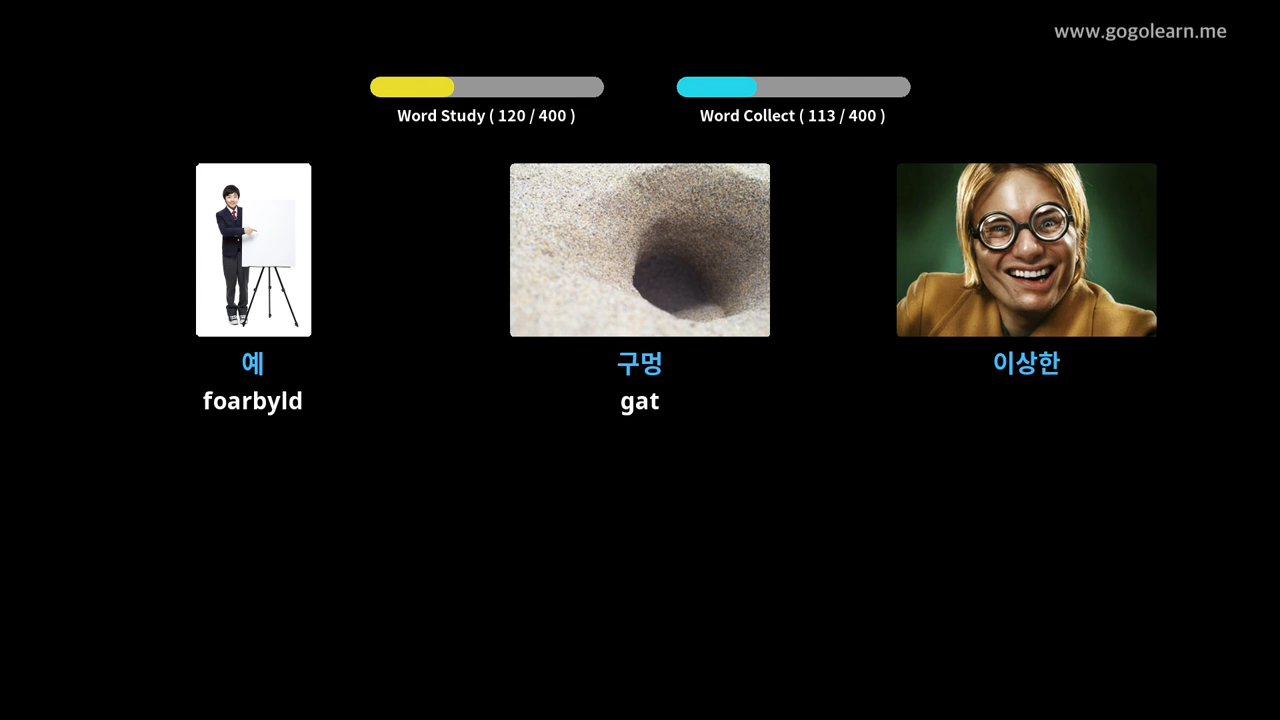 www.gogolearn.me
Word Study ( 120 / 400 )
Word Collect ( 113 / 400 )
예
foarbyld
구멍
gat
이상한